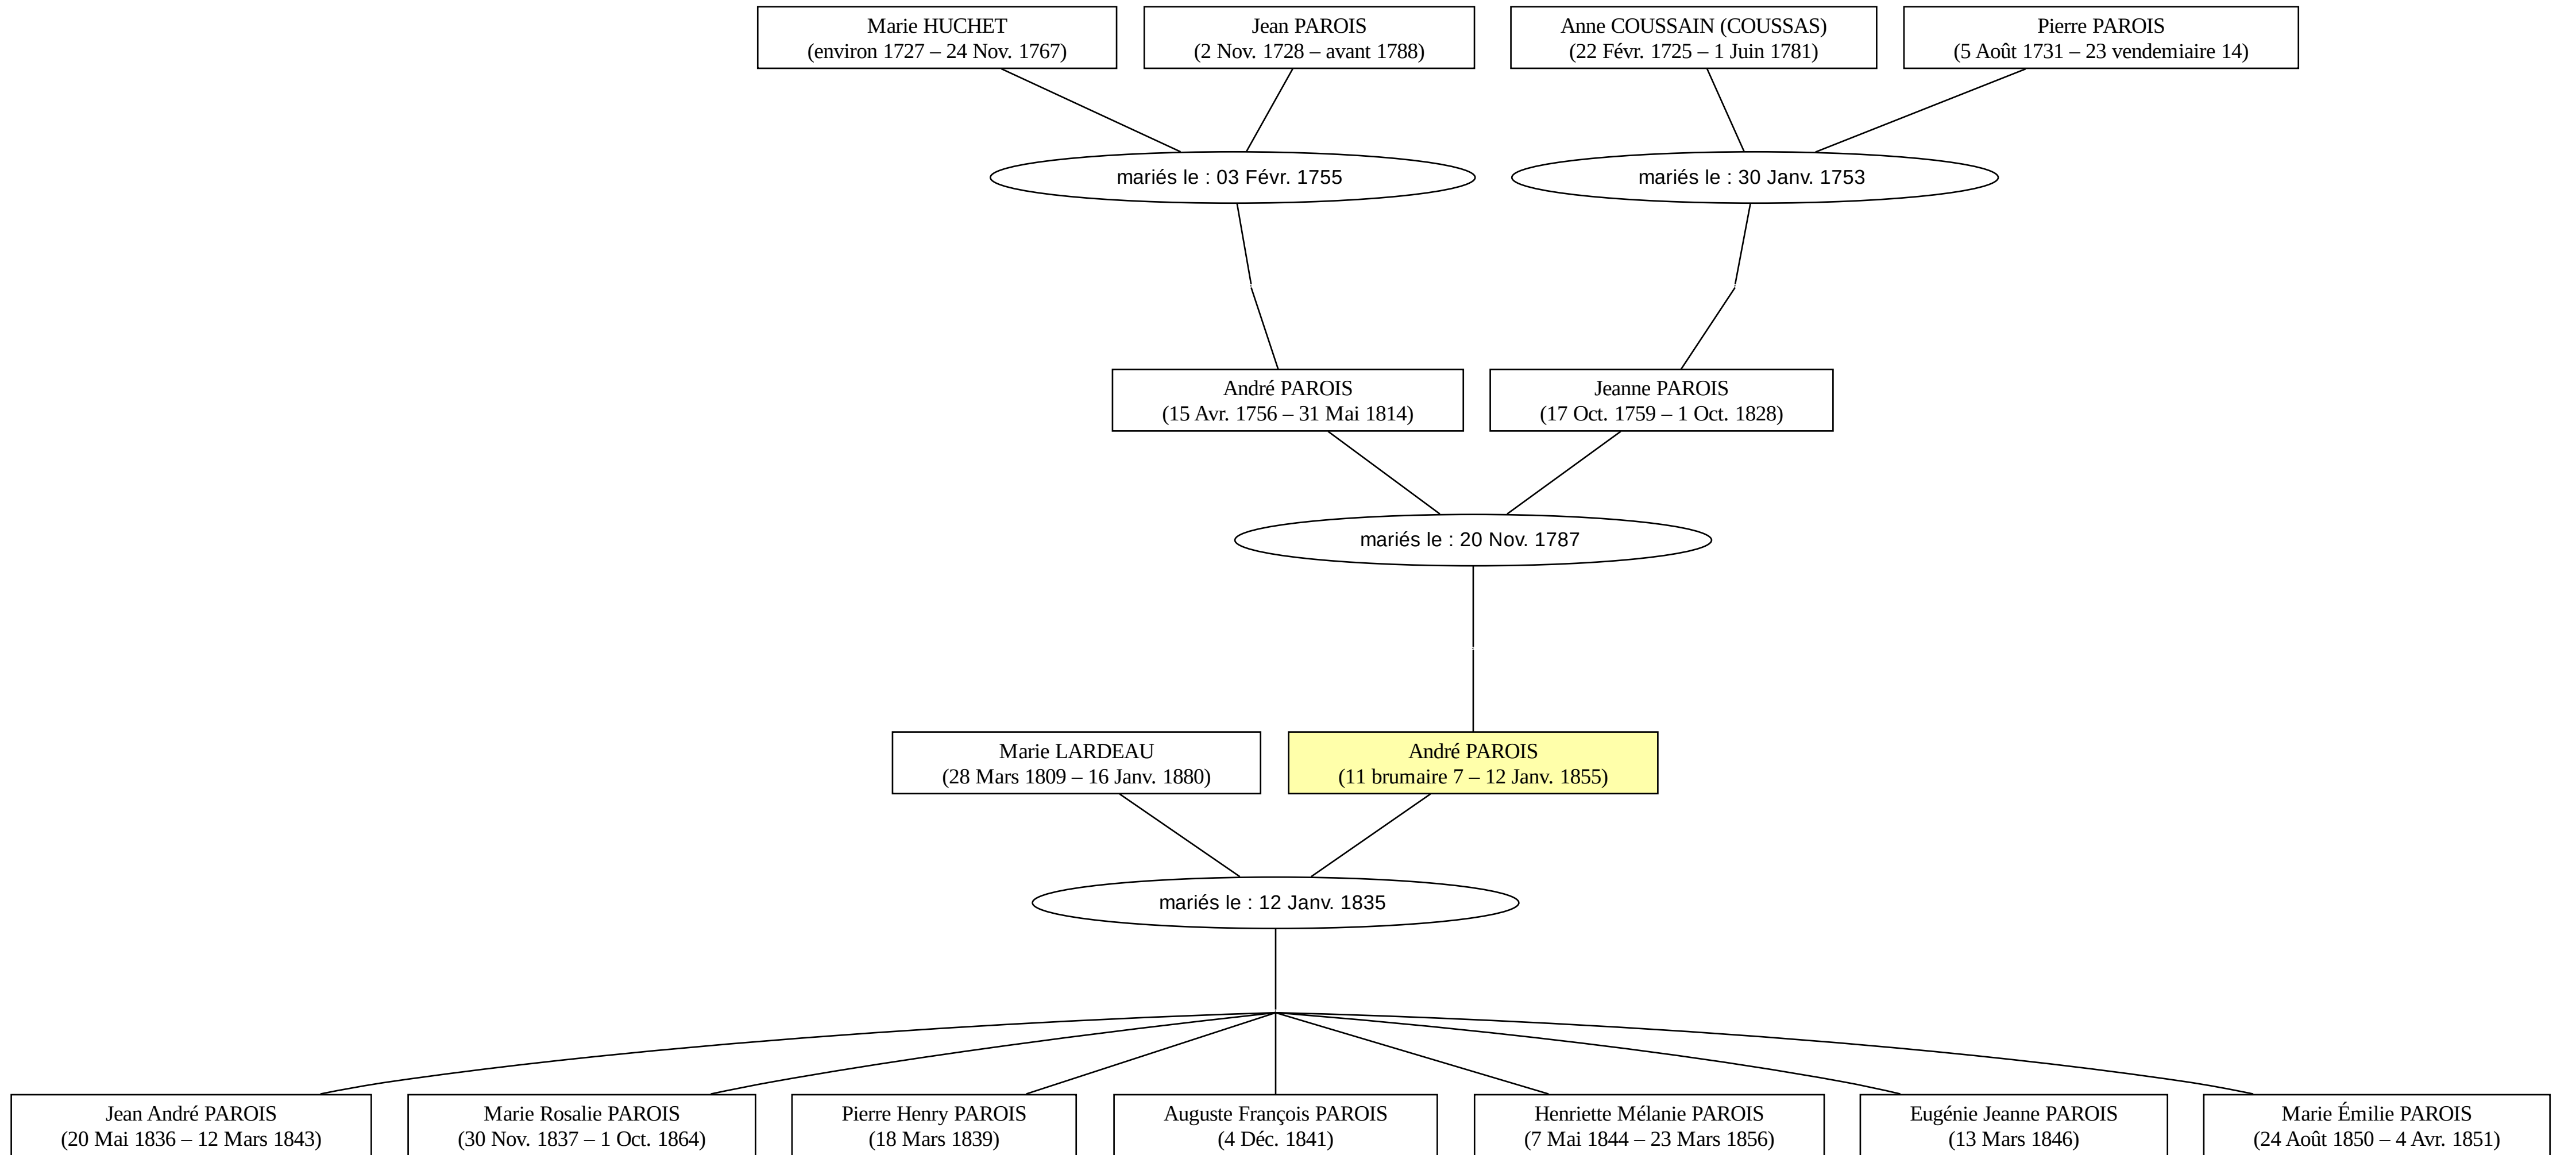 Marie HUCHET
(environ 1727 – 24 Nov. 1767)
Jean PAROIS
(2 Nov. 1728 – avant 1788)
Anne COUSSAIN (COUSSAS)
(22 Févr. 1725 – 1 Juin 1781)
Pierre PAROIS
(5 Août 1731 – 23 vendemiaire 14)
mariés le : 03 Févr. 1755
mariés le : 30 Janv. 1753
André PAROIS
(15 Avr. 1756 – 31 Mai 1814)
Jeanne PAROIS
(17 Oct. 1759 – 1 Oct. 1828)
mariés le : 20 Nov. 1787
Marie LARDEAU
(28 Mars 1809 – 16 Janv. 1880)
André PAROIS
(11 brumaire 7 – 12 Janv. 1855)
mariés le : 12 Janv. 1835
Jean André PAROIS
(20 Mai 1836 – 12 Mars 1843)
Marie Rosalie PAROIS
(30 Nov. 1837 – 1 Oct. 1864)
Pierre Henry PAROIS
(18 Mars 1839)
Auguste François PAROIS
(4 Déc. 1841)
Henriette Mélanie PAROIS
(7 Mai 1844 – 23 Mars 1856)
Eugénie Jeanne PAROIS
(13 Mars 1846)
Marie Émilie PAROIS
(24 Août 1850 – 4 Avr. 1851)